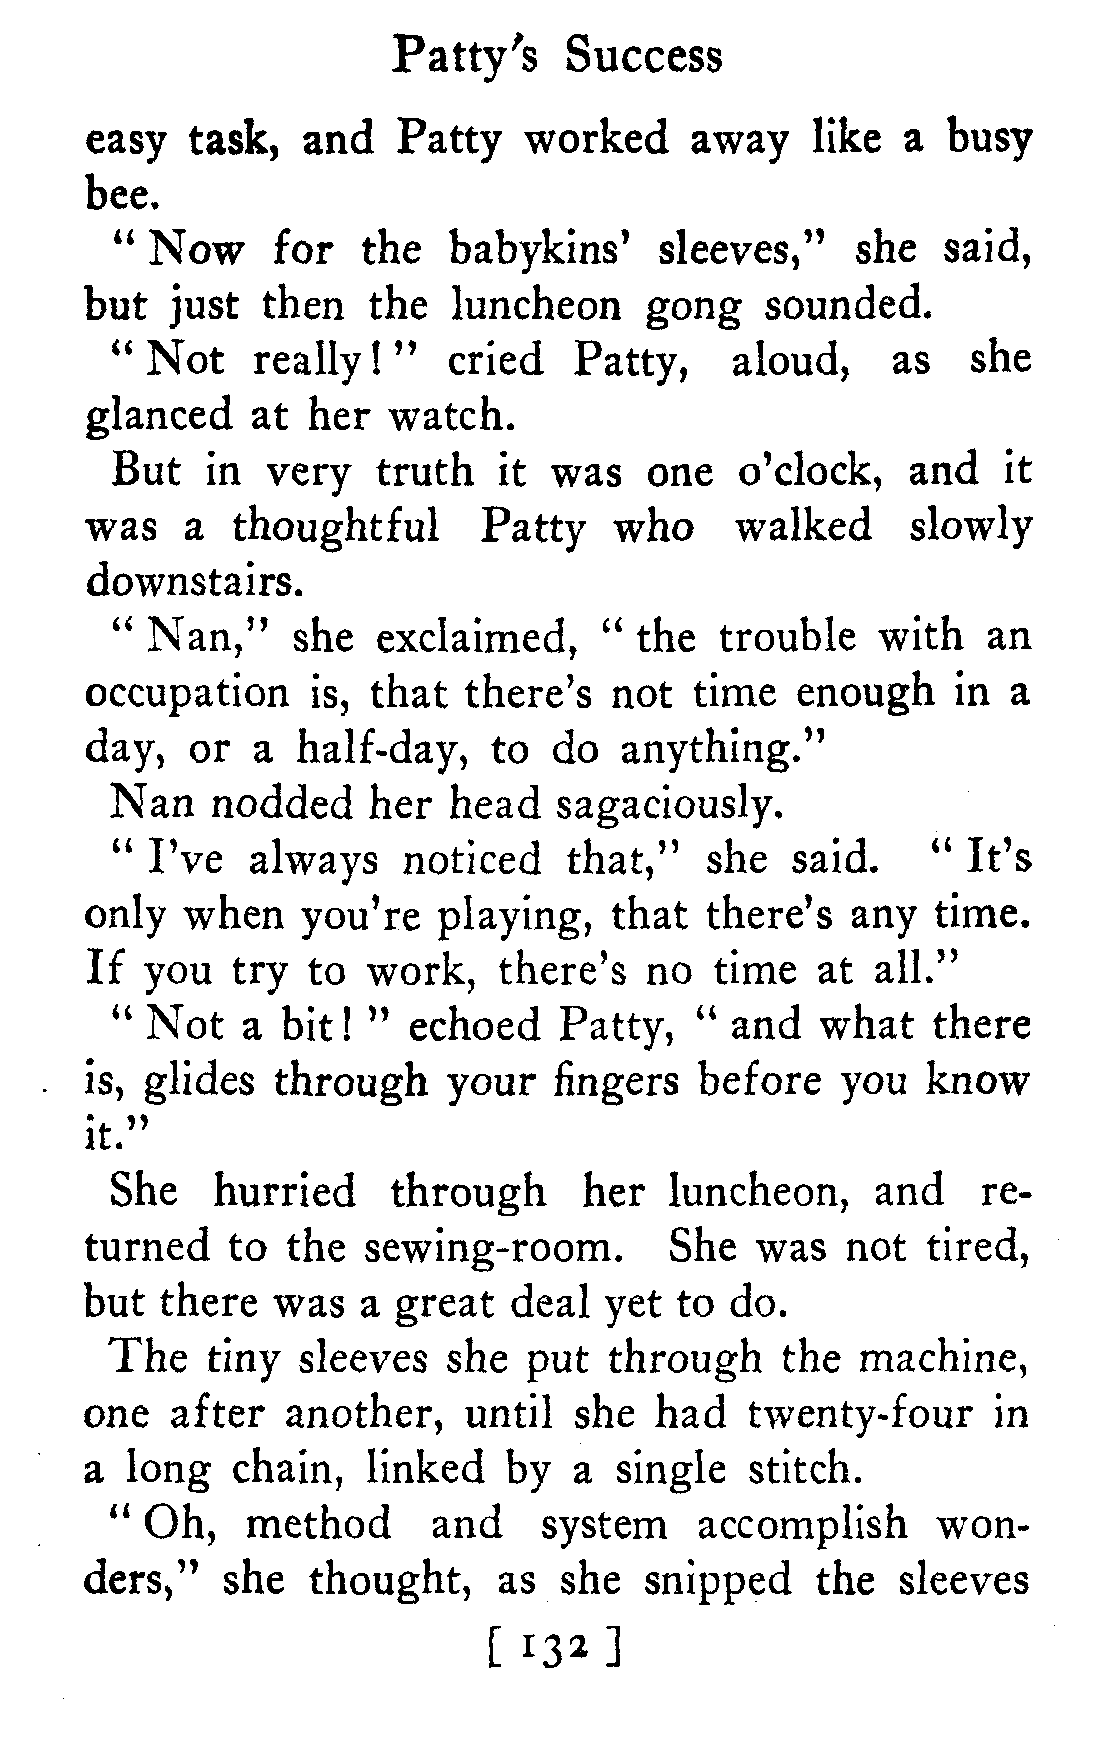 Patty's Success
easy task, and Patty worked away like a busy
bee.
" Now for the babykins' sleeves," she said,
but just then the luncheon gong sounded.
" Not really! " cried Patty, aloud, as she
glanced at her watch.
But in very truth it was one o'clock, and it
was a thoughtful Patty who walked slowly
downstairs.
" Nan," she exclaimed, " the trouble with an
occupation is, that there's not time enough in a
day, or a half-day, to do anything."
Nan nodded her head sagaciously.
" I've always noticed that," she said. " It's
only when you're playing, that there's any time.
If you try to work, there's no time at all."
" Not a bit! " echoed Patty, " and what there
is, glides through your fingers before you know
it."
She hurried through her luncheon, and re-
turned to the sewing-room. She was not tired,
but there was a great deal yet to do.
The tiny sleeves she put through the machine,
one after another, until she had twenty-four in
a long chain, linked by a single stitch.
" Oh, method and system accomplish won-
ders," she thought, as she snipped the sleeves
[ 132 ]